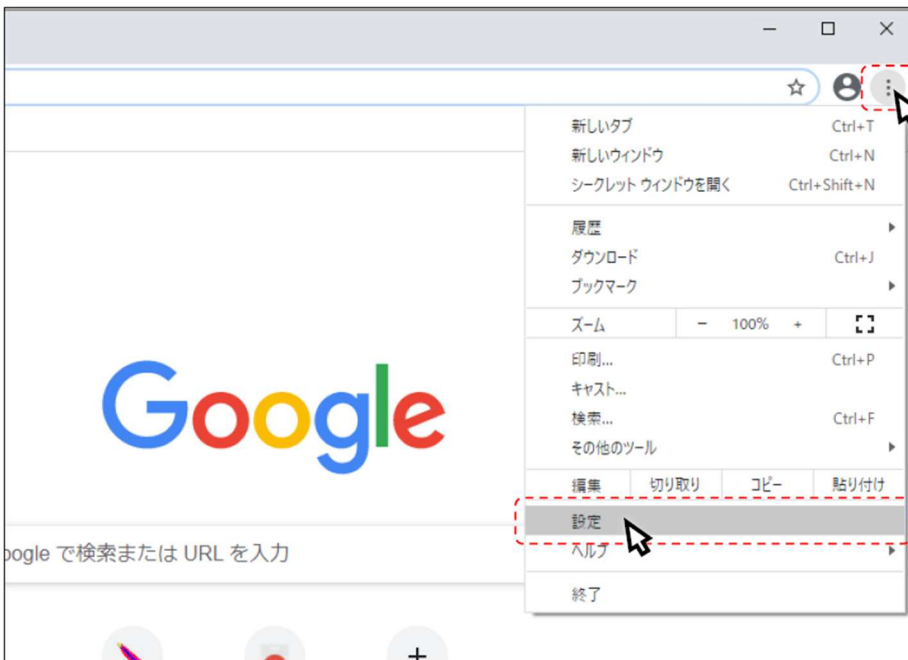 新しいタブ Ctrl+T
新しいウィンドウ Ctrl+N
シークレット ウィンドウを開く Ctrl+Shift+N
履歴
ダウンロード Ctrl+J
ブックマーク
ズーム － 100% ＋
印刷... Ctrl+P
キャスト...
検索... Ctrl+F
その他のツール
編集 切り取り コピー 貼り付け
設定
ヘルプ
終了
Google
oogle で検索または URL を入力